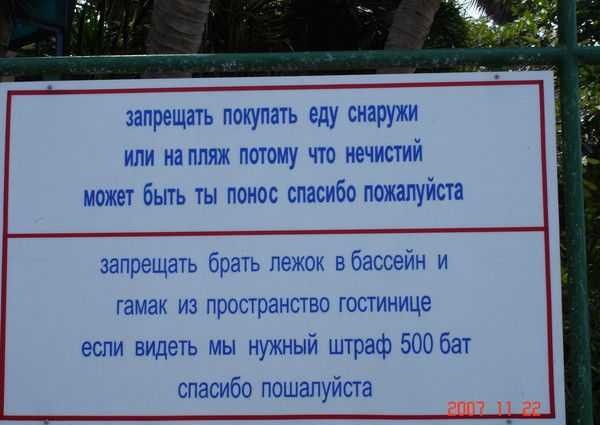 запрещать покупать еду снаружи
или на пляж потому что нечистий
может быть ты понос спасибо пожалуйста
запрещать брать лежок в бассейн и
гамак из пространство гостинице
если видеть мы нужный штраф 500 бат
спасибо пошалуйста
2007 11 22